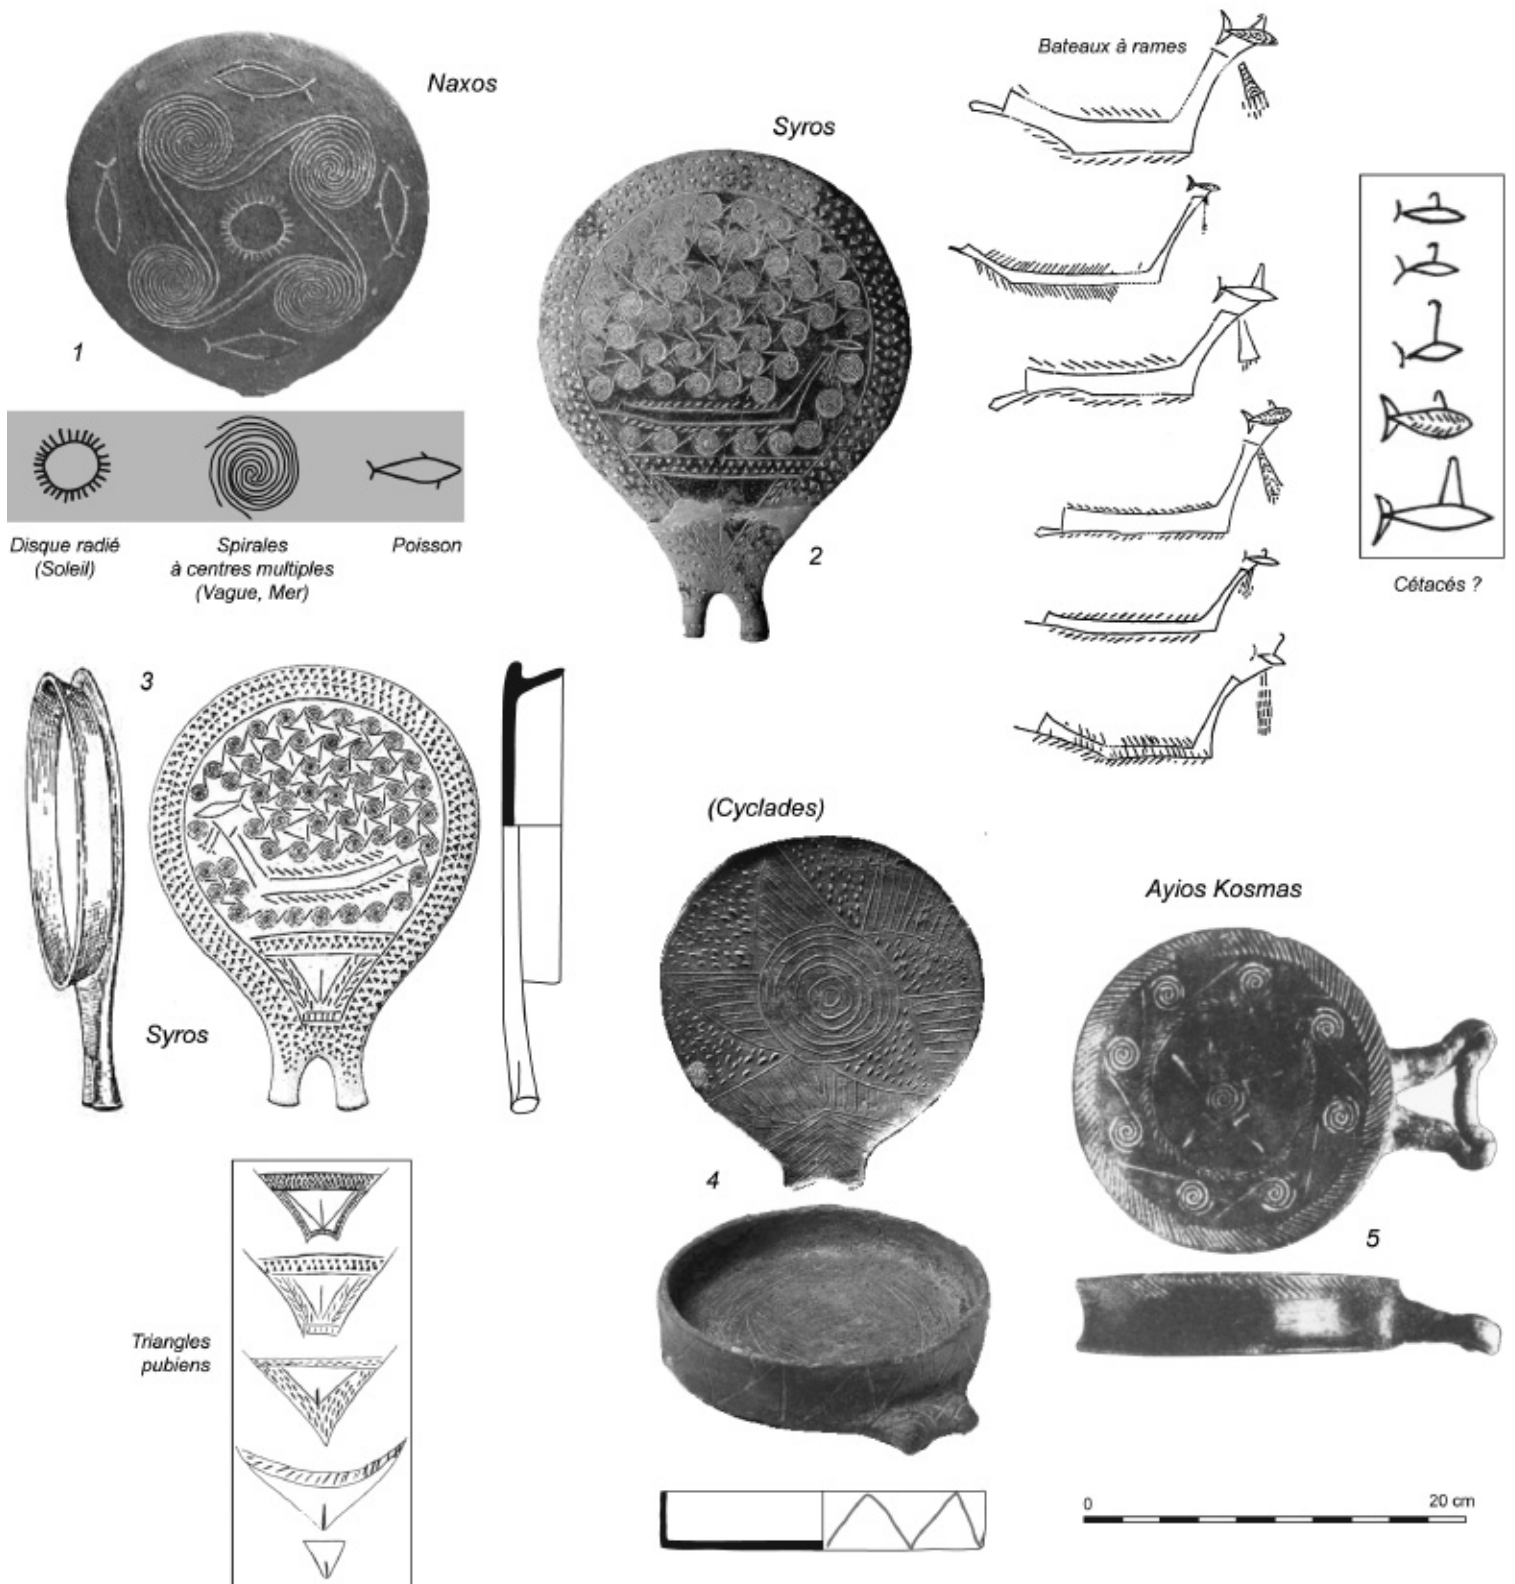 Naxos
1
Disque radié
(Soleil)
Spirales
à centres multiples
(Vague, Mer)
Poisson
Syros
2
Bateaux à rames
Cétacés ?
3
Syros
Triangles
pubiens
(Cyclades)
4
Ayios Kosmas
5
0
20 cm